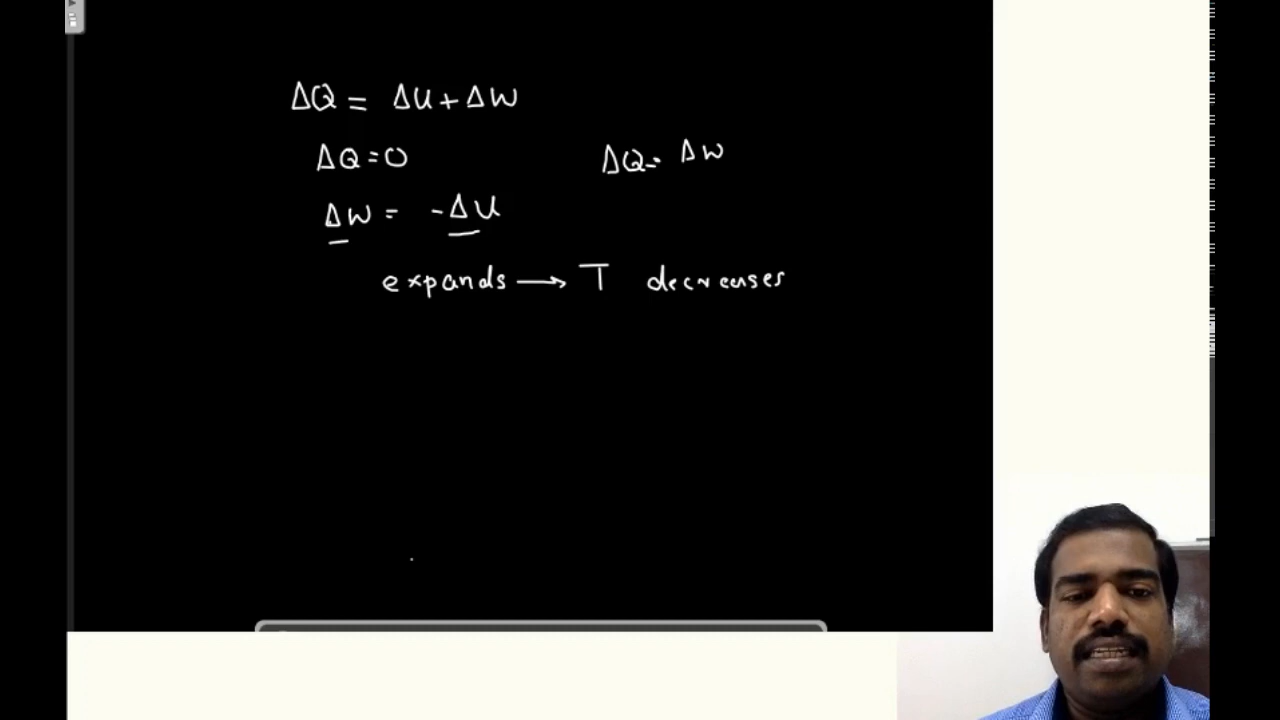 ΔQ = ΔU + ΔW
ΔQ = 0
ΔQ = ΔW
ΔW = -ΔU
expands → T decreases